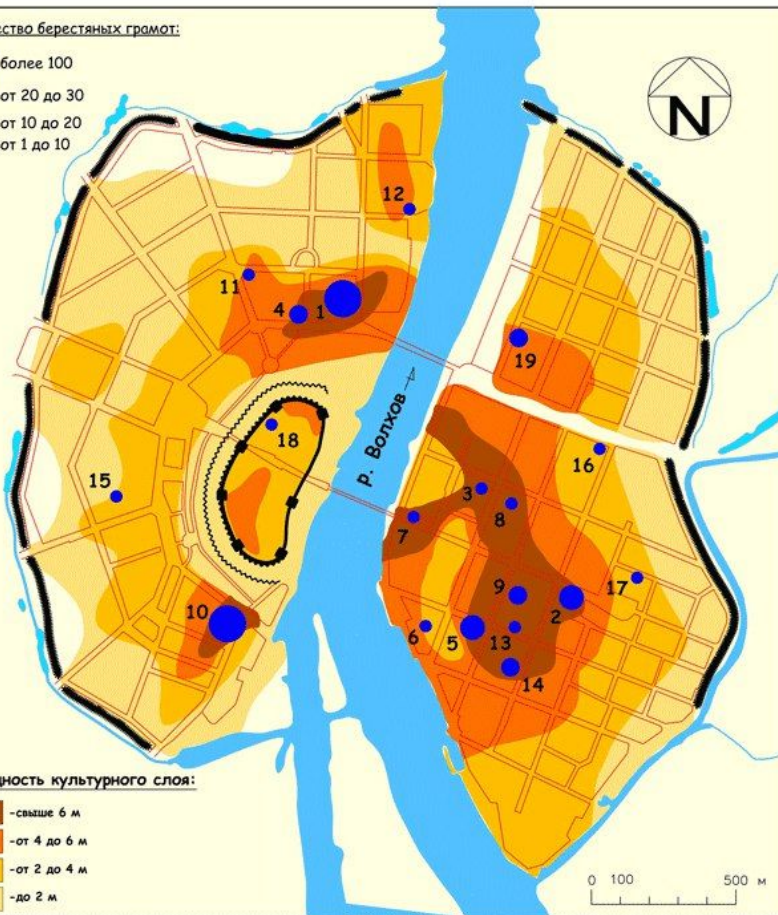 ество берестяных грамот:
более 100
от 20 до 30
от 10 до 20
от 1 до 10
N
12
11
4
1
19
р. Волхов
18
16
15
3
8
7
9
17
10
2
6
5
13
14
ность культурного слоя:
-свыше 6 м
-от 4 до 6 м
-от 2 до 4 м
-до 2 м
0 100 500 м